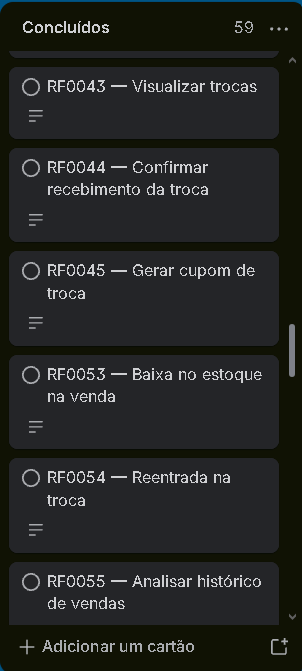 Concluídos 59
RF0043 — Visualizar trocas
RF0044 — Confirmar
recebimento da troca
RF0045 — Gerar cupom de
troca
RF0053 — Baixa no estoque
na venda
RF0054 — Reentrada na
troca
RF0055 — Analisar histórico
de vendas
Adicionar um cartão